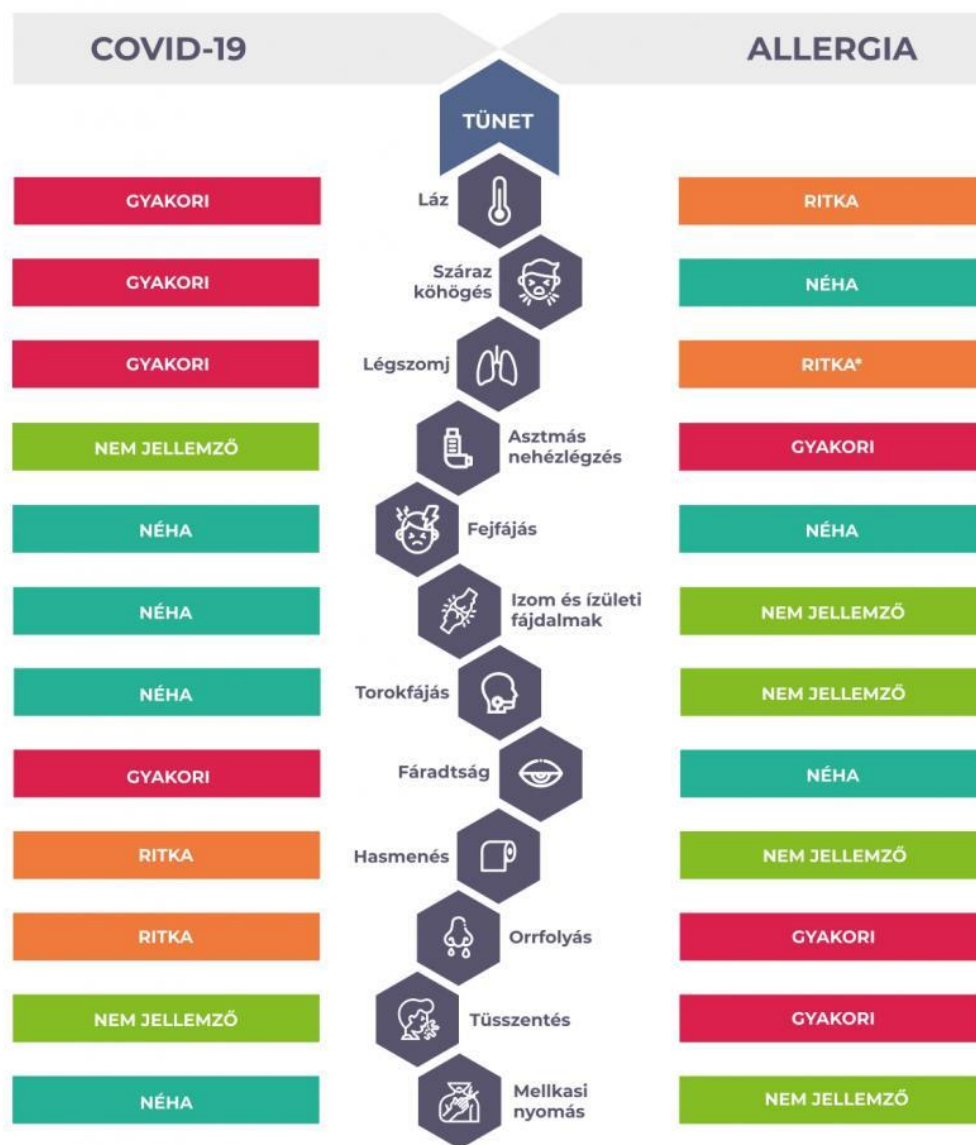 COVID-19
ALLERGIA
TÜNET
GYAKORI
Láz
RITKA
GYAKORI
Száraz
köhögés
NÉHA
GYAKORI
Légszomj
RITKA*
NEM JELLEMZŐ
Asztmás
nehézlégzés
GYAKORI
NÉHA
Fejfájás
NÉHA
NÉHA
Izom és ízületi
fájdalmak
NEM JELLEMZŐ
NÉHA
Torokfájás
NEM JELLEMZŐ
GYAKORI
Fáradtság
NÉHA
RITKA
Hasmenés
NEM JELLEMZŐ
RITKA
Orrfolyás
GYAKORI
NEM JELLEMZŐ
Tüsszentés
GYAKORI
NÉHA
Mellkasi
nyomás
NEM JELLEMZŐ